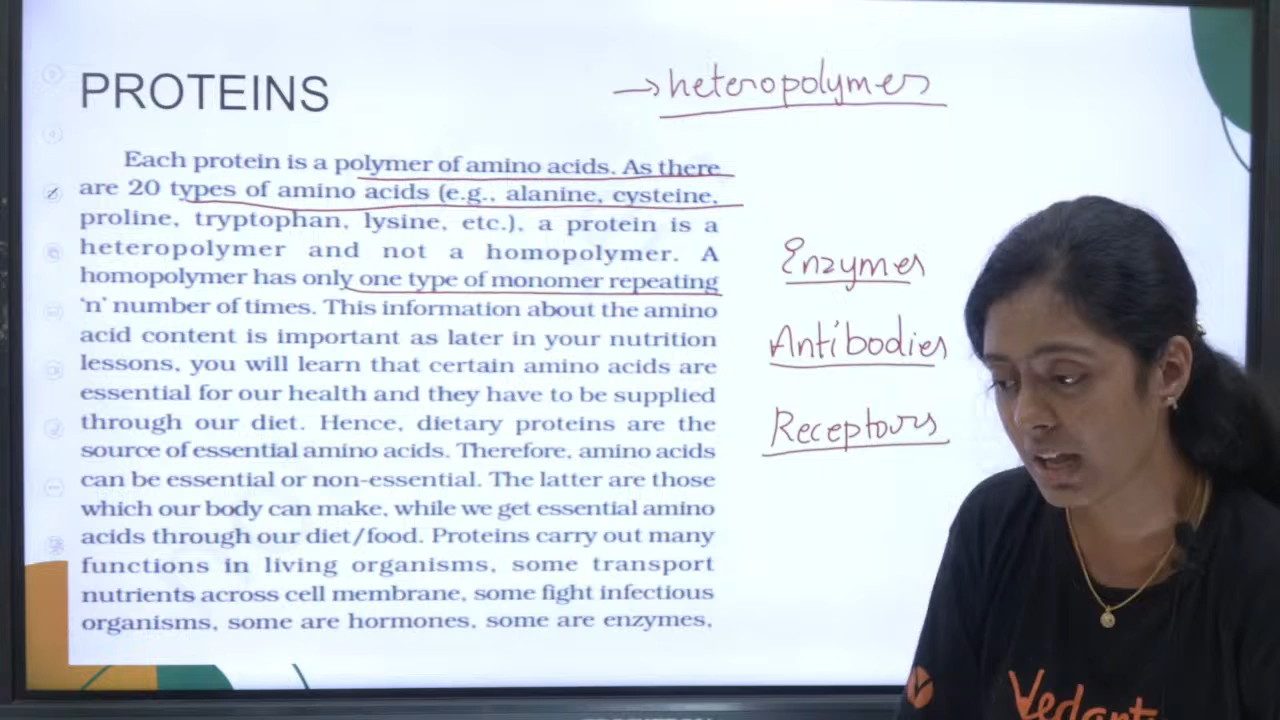 PROTEINS
→heteropolymers
Each protein is a polymer of amino acids. As there
are 20 types of amino acids (e.g., alanine, cysteine,
proline, tryptophan, lysine, etc.), a protein is a
heteropolymer and not a homopolymer. A
homopolymer has only one type of monomer repeating
'n' number of times. This information about the amino
acid content is important as later in your nutrition
lessons, you will learn that certain amino acids are
essential for our health and they have to be supplied
through our diet. Hence, dietary proteins are the
source of essential amino acids. Therefore, amino acids
can be essential or non-essential. The latter are those
which our body can make, while we get essential amino
acids through our diet/food. Proteins carry out many
functions in living organisms, some transport
nutrients across cell membrane, some fight infectious
organisms, some are hormones, some are enzymes,
Enzymes
Antibodies
Receptours